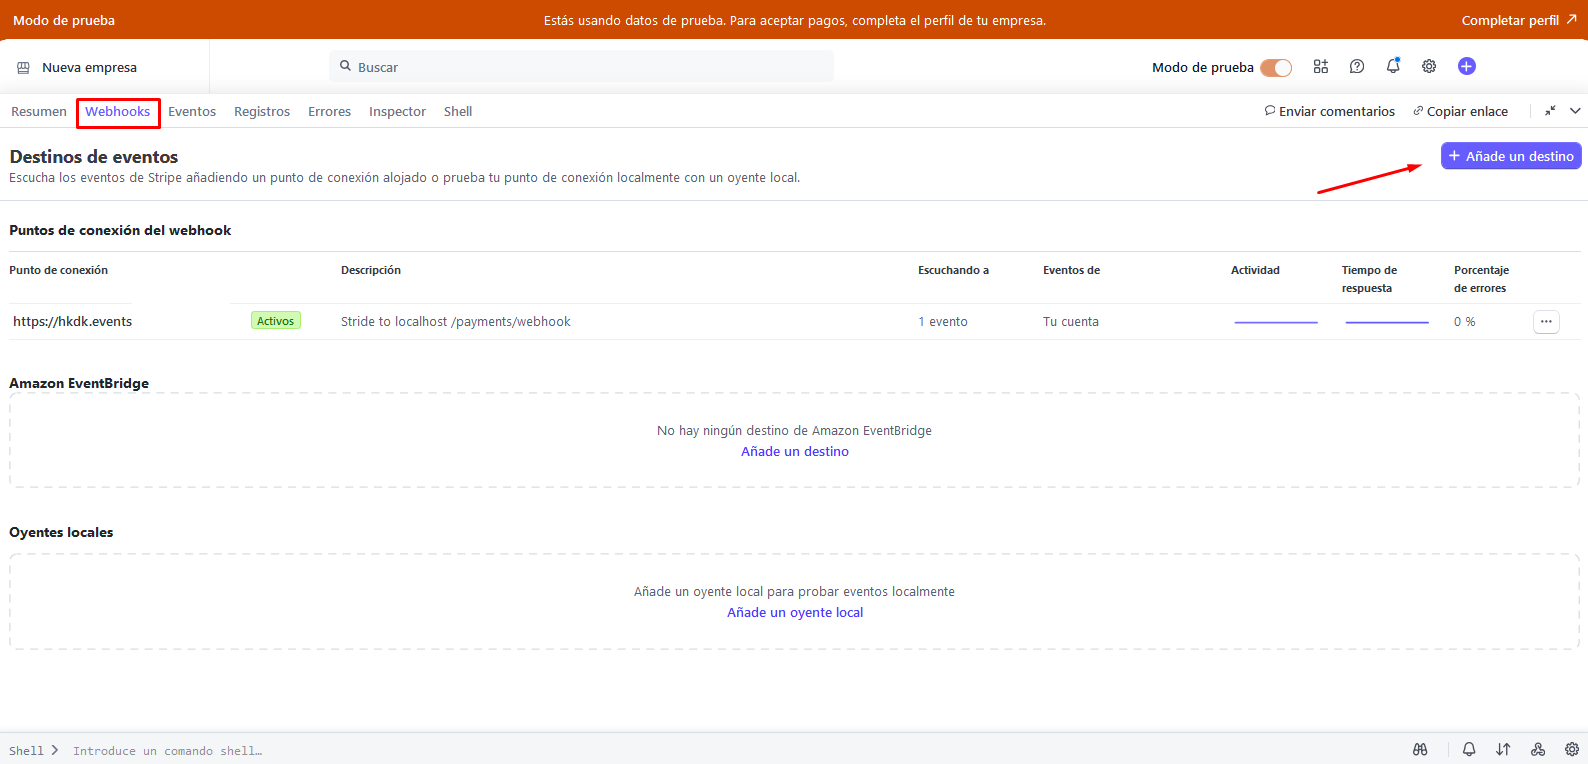 Modo de prueba
Estás usando datos de prueba. Para aceptar pagos, completa el perfil de tu empresa.
Completar perfil
Nueva empresa
Buscar
Modo de prueba
Resumen
Webhooks
Eventos
Registros
Errores
Inspector
Shell
Enviar comentarios
Copiar enlace
Destinos de eventos
Escucha los eventos de Stripe añadiendo un punto de conexión alojado o prueba tu punto de conexión localmente con un oyente local.
+ Añade un destino
Puntos de conexión del webhook
Punto de conexión
Descripción
Escuchando a
Eventos de
Actividad
Tiempo de
respuesta
Porcentaje
de errores
https://hkdk.events
Activos
Stride to localhost /payments/webhook
1 evento
Tu cuenta
0 %
Amazon EventBridge
No hay ningún destino de Amazon EventBridge
Añade un destino
Oyentes locales
Añade un oyente local para probar eventos localmente
Añade un oyente local
Shell
Introduce un comando shell…